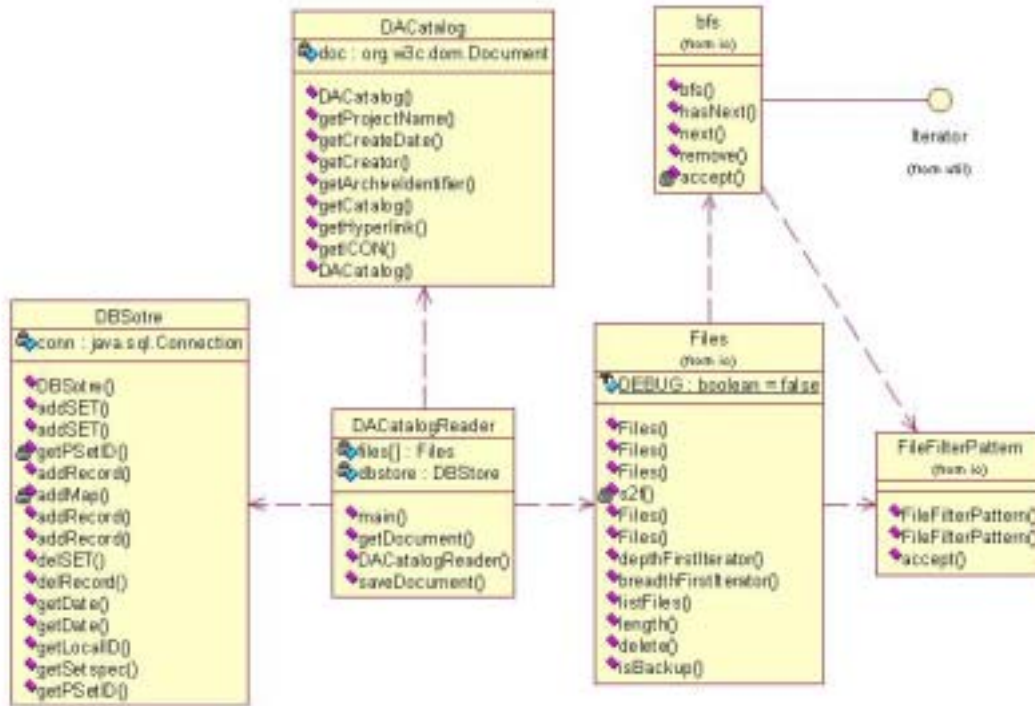 DACatalog
doc : org.w3c.dom.Document
DACatalog()
getProjectName()
getCreateDate()
getCreator()
getArchiveIdentifier()
getCatalog()
getHyperlink()
getICON()
DACatalog()
bfs
(from io)
bfs()
hasNext()
next()
remove()
accept()
Iterator
(from util)
DBSotre
conn : java.sql.Connection
DBSotre()
addSET()
addSET()
getPSetID()
addRecord()
addMap()
addRecord()
addRecord()
delSET()
delRecord()
getDate()
getDate()
getLocalID()
getSetspec()
getPSetID()
DACatalogReader
files[] : Files
dbstore : DBStore
main()
getDocument()
DACatalogReader()
saveDocument()
Files
(from io)
DEBUG : boolean = false
Files()
Files()
Files()
s2f()
Files()
Files()
depthFirstIterator()
breadthFirstIterator()
listFiles()
length()
delete()
isBackup()
FileFilterPattern
(from io)
FileFilterPattern()
FileFilterPattern()
accept()